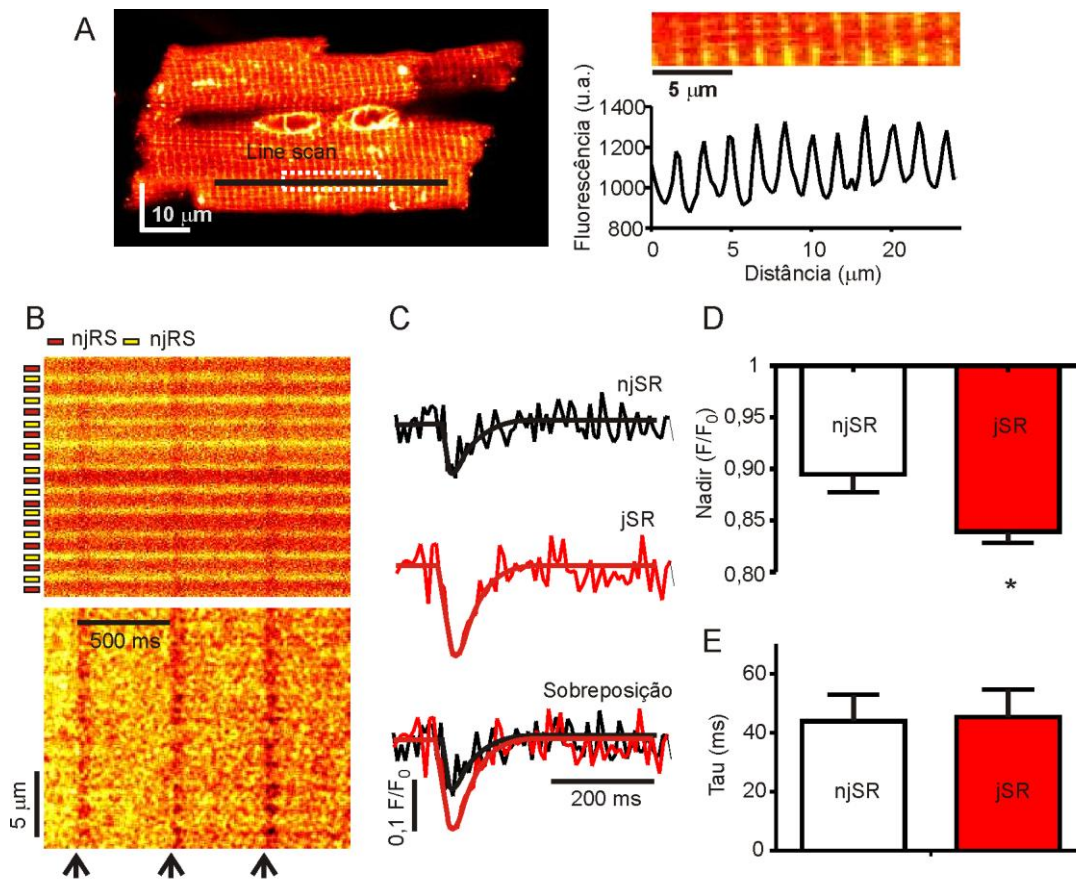 A
Line scan
10 μm
5 μm
Fluorescência (u.a.)
1400
1200
1000
800
0 5 10 20
Distância (μm)
B
njRS njRS
500 ms
5 μm
C
njSR
jSR
Sobreposição
0,1 F/F0
200 ms
D
Nadir (F/F0)
1
0,95
0,90
0,85
0,80
njSR
jSR
*
E
Tau (ms)
60
40
20
0
njSR
jSR